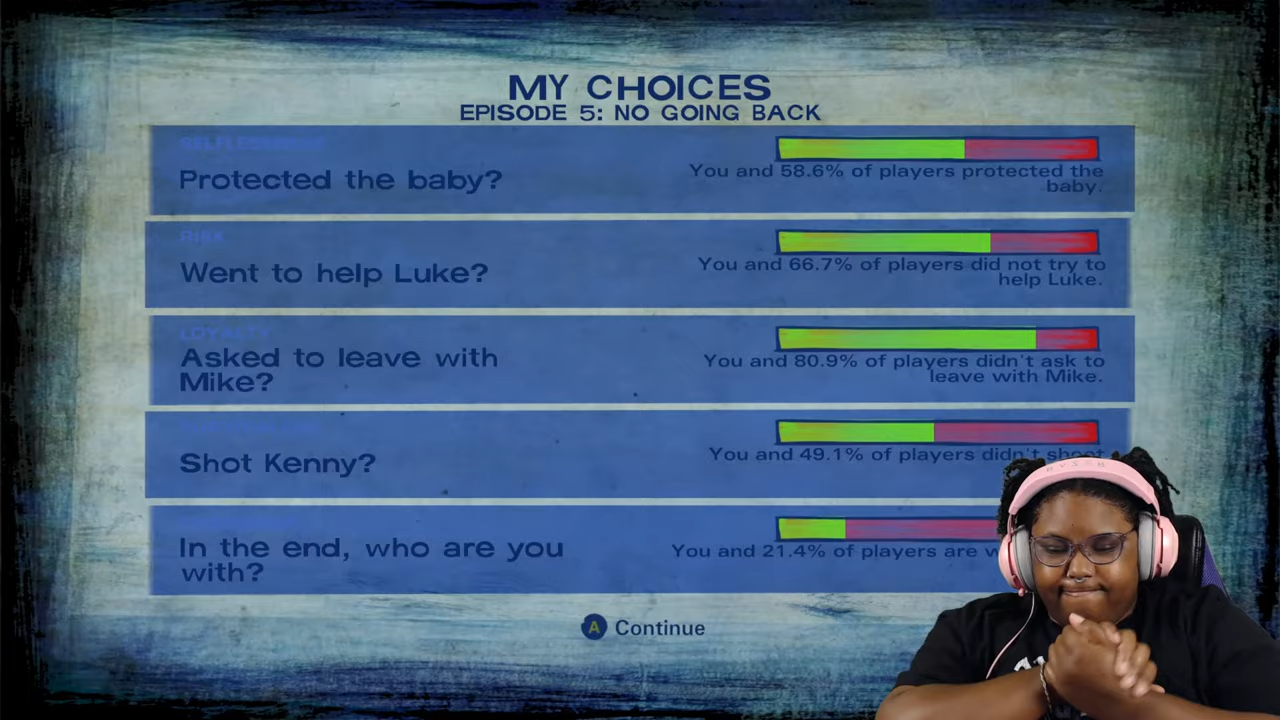 MY CHOICES
EPISODE 5: NO GOING BACK
Protected the baby?
You and 58.6% of players protected the
baby.
RISK
Went to help Luke?
You and 66.7% of players did not try to
help Luke.
LOYALTY
Asked to leave with
Mike?
You and 80.9% of players didn't ask to
leave with Mike.
Shot Kenny?
You and 49.1% of players didn't shoot
In the end, who are you
with?
You and 21.4% of players are
A Continue